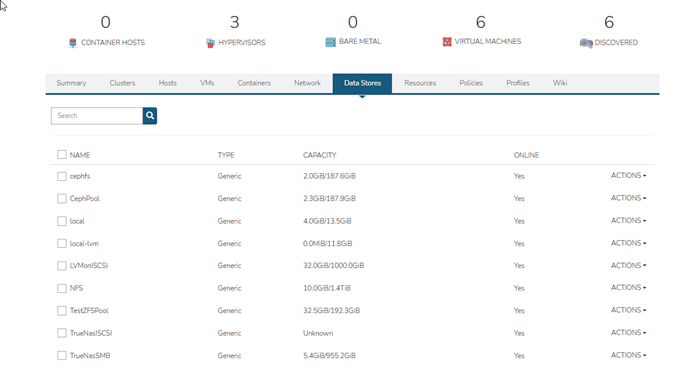 0 3 0 6 6
CONTAINER HOSTS HYPERVISORS BARE METAL VIRTUAL MACHINES DISCOVERED
Summary Clusters Hosts VMs Containers Network Data Stores Resources Policies Profiles Wiki
Search
NAME TYPE CAPACITY ONLINE
cephfs Generic 2.0GiB/187.6GiB Yes ACTIONS
CephPool Generic 2.3GiB/187.9GiB Yes ACTIONS
local Generic 4.0GiB/13.5GiB Yes ACTIONS
local-lvm Generic 0.0MiB/11.8GiB Yes ACTIONS
LVMonISCSI Generic 32.0GiB/1000.0GiB Yes ACTIONS
NFS Generic 10.0GiB/1.4TiB Yes ACTIONS
TestZFSPool Generic 32.5GiB/192.3GiB Yes ACTIONS
TrueNasISCSI Generic Unknown Yes ACTIONS
TrueNasSMB Generic 5.4GiB/955.2GiB Yes ACTIONS